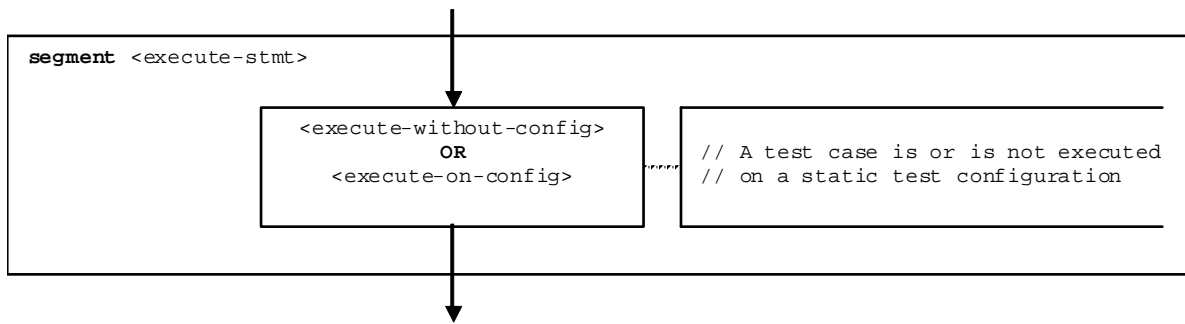 segment <execute-stmt>
<execute-without-config>
OR
<execute-on-config>
// A test case is or is not executed
// on a static test configuration